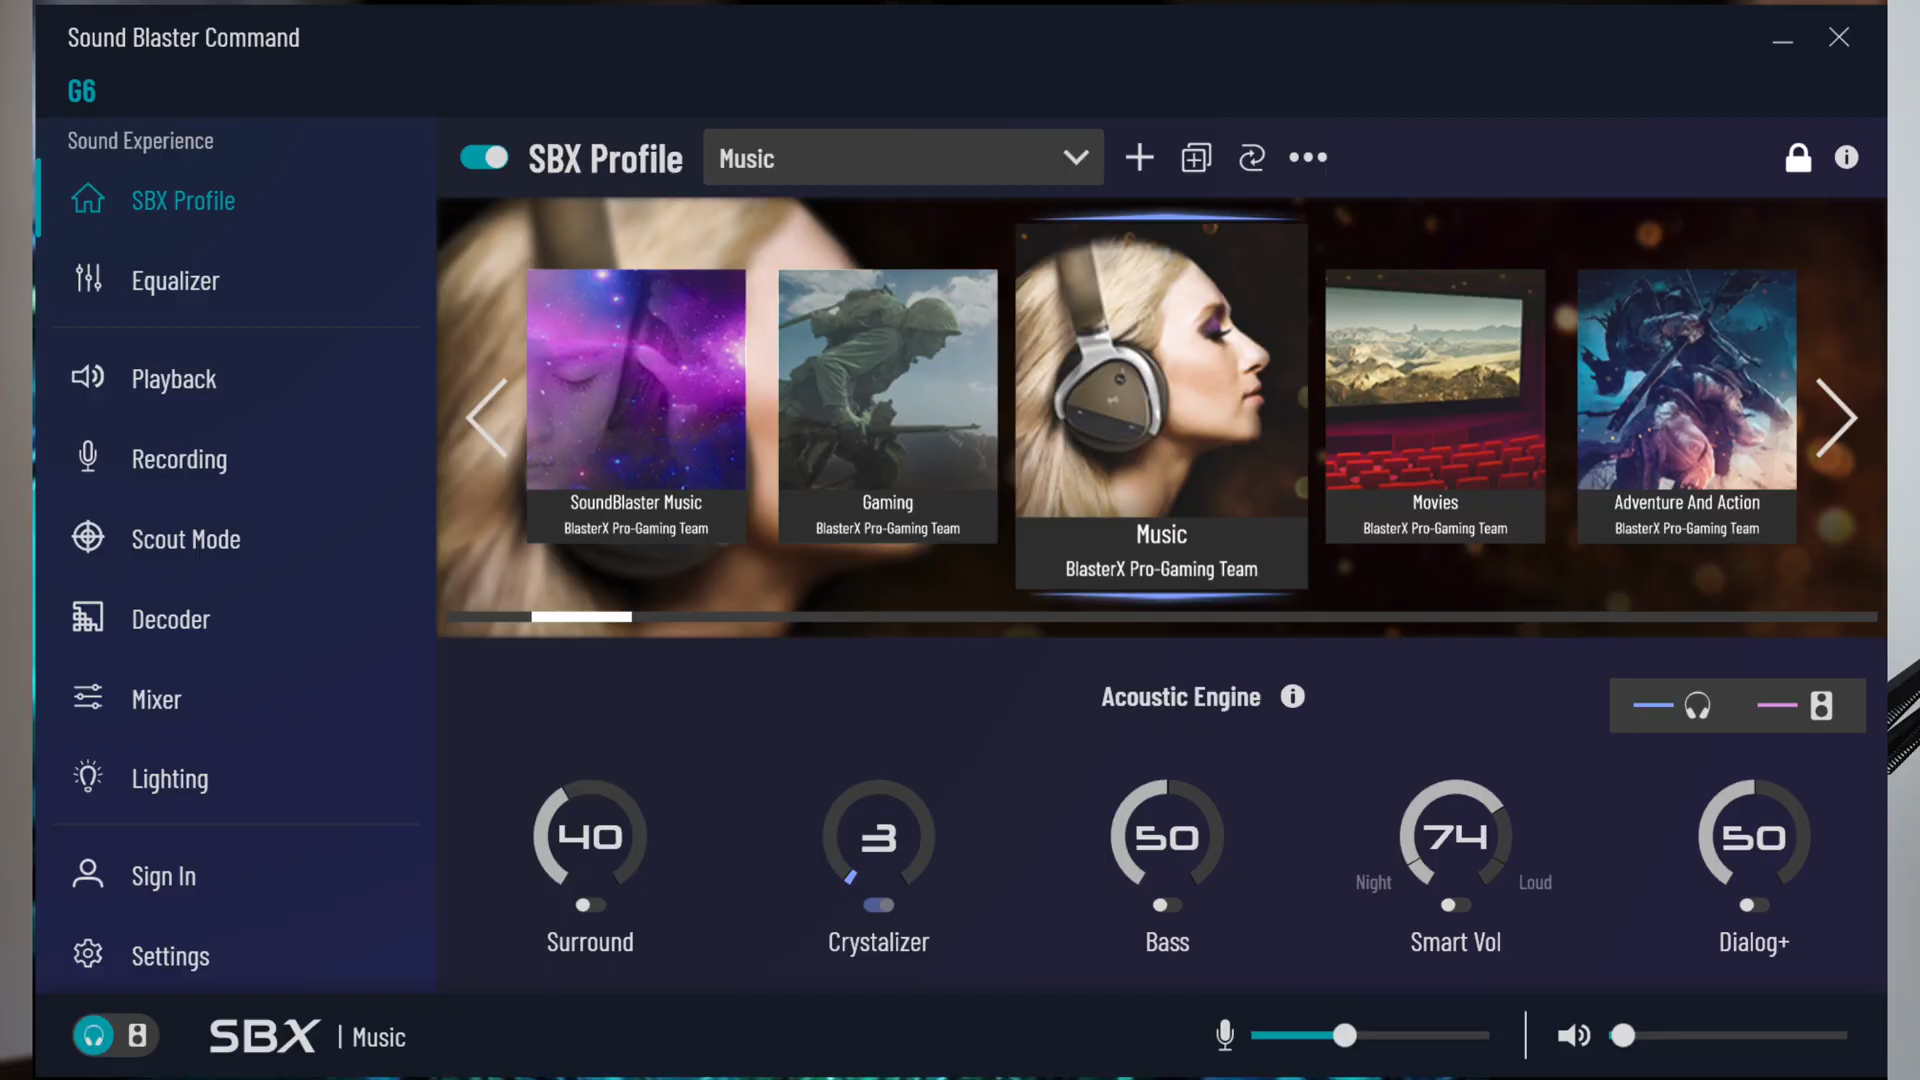 Sound Blaster Command
G6
Sound Experience
SBX Profile
Equalizer
Playback
Recording
Scout Mode
Decoder
Mixer
Lighting
Sign In
Settings
SBX Profile
Music
SoundBlaster Music
BlasterX Pro-Gaming Team
Gaming
BlasterX Pro-Gaming Team
Music
BlasterX Pro-Gaming Team
Movies
BlasterX Pro-Gaming Team
Adventure And Action
BlasterX Pro-Gaming Team
Acoustic Engine
40
Surround
3
Crystalizer
50
Bass
74
Night
Loud
Smart Vol
50
Dialog+
SBX | Music